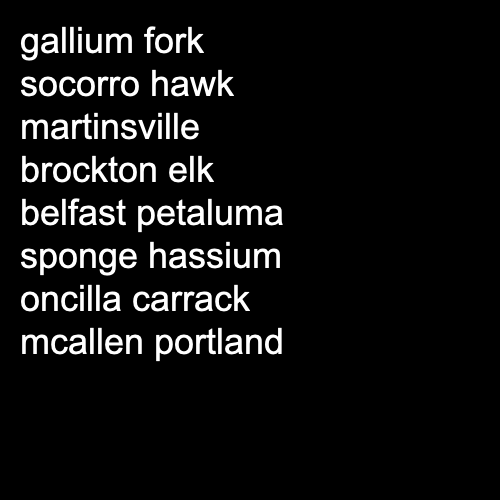 gallium fork
socorro hawk
martinsville
brockton elk
belfast petaluma
sponge hassium
oncilla carrack
mcallen portland